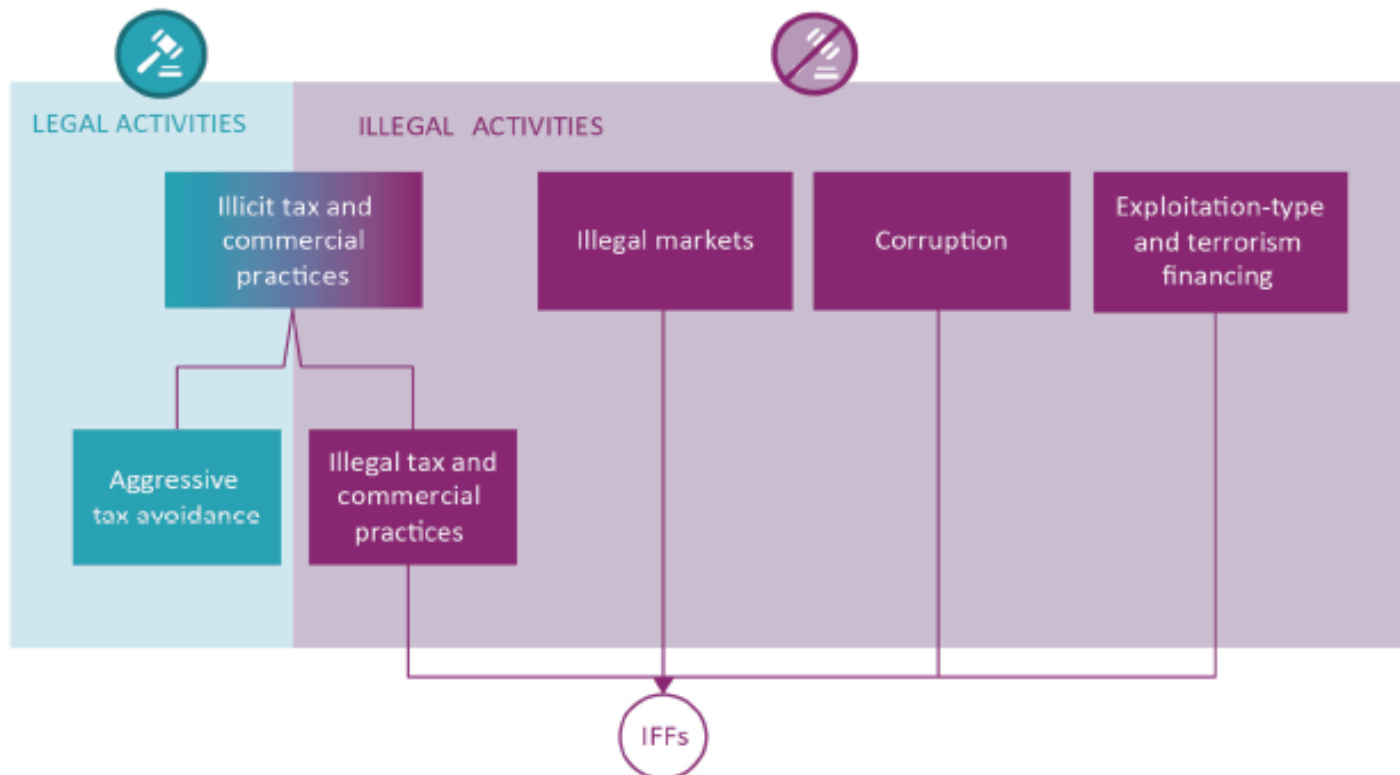 LEGAL ACTIVITIES
ILLEGAL ACTIVITIES
Illicit tax and
commercial
practices
Illegal markets
Corruption
Exploitation-type
and terrorism
financing
Aggressive
tax avoidance
Illegal tax and
commercial
practices
IFFs